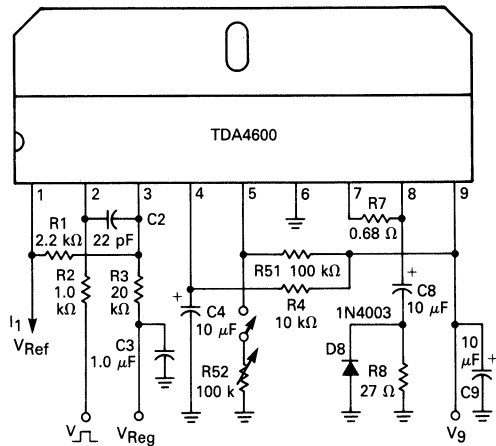 TDA4600
1 2 3 4 5 6 7 8 9
R1
2.2 kΩ
C2
22 pF
R7
0.68 Ω
R2
1.0
kΩ
R3
20
kΩ
R51 100 kΩ
R4
10 kΩ
I1
VRef
C4
10 µF
C3
1.0 µF
R52
100 k
+
+
C8
10 µF
1N4003
D8
R8
27 Ω
10
µF
+
C9
V
VReg
V9